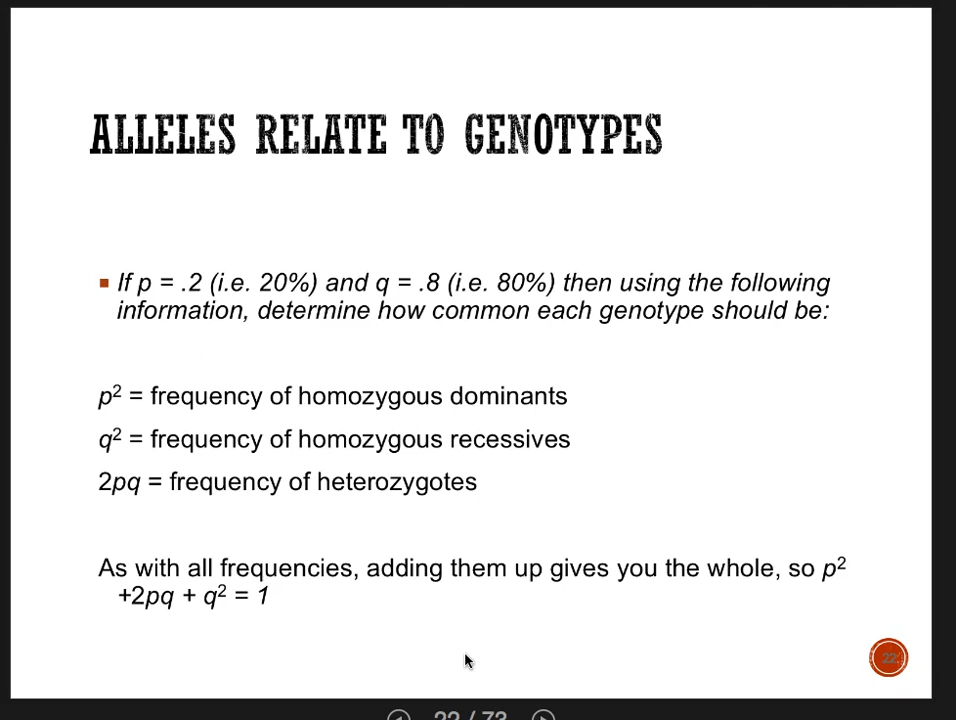 ALLELES RELATE TO GENOTYPES
▪ If p = .2 (i.e. 20%) and q = .8 (i.e. 80%) then using the following
information, determine how common each genotype should be:
p² = frequency of homozygous dominants
q² = frequency of homozygous recessives
2pq = frequency of heterozygotes
As with all frequencies, adding them up gives you the whole, so p²
+2pq + q² = 1
22
22 / 73